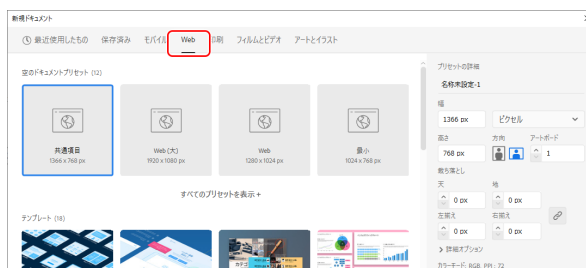 新規ドキュメント
最近使用したもの 保存済み モバイル Web 印刷 フィルムとビデオ アートとイラスト
空のドキュメントプリセット (12)
共通項目
1366 x 768 px
Web (大)
1920 x 1080 px
Web
1280 x 1024 px
最小
1024 x 768 px
すべてのプリセットを表示 +
テンプレート (18)
プリセットの詳細
名称未設定-1
幅
1366 px ピクセル
高さ 方向 アートボード
768 px 1
裁ち落とし
天 地
0 px 0 px
左揃え 右揃え
0 px 0 px
詳細オプション
カラーモード: RGB, PPI : 72